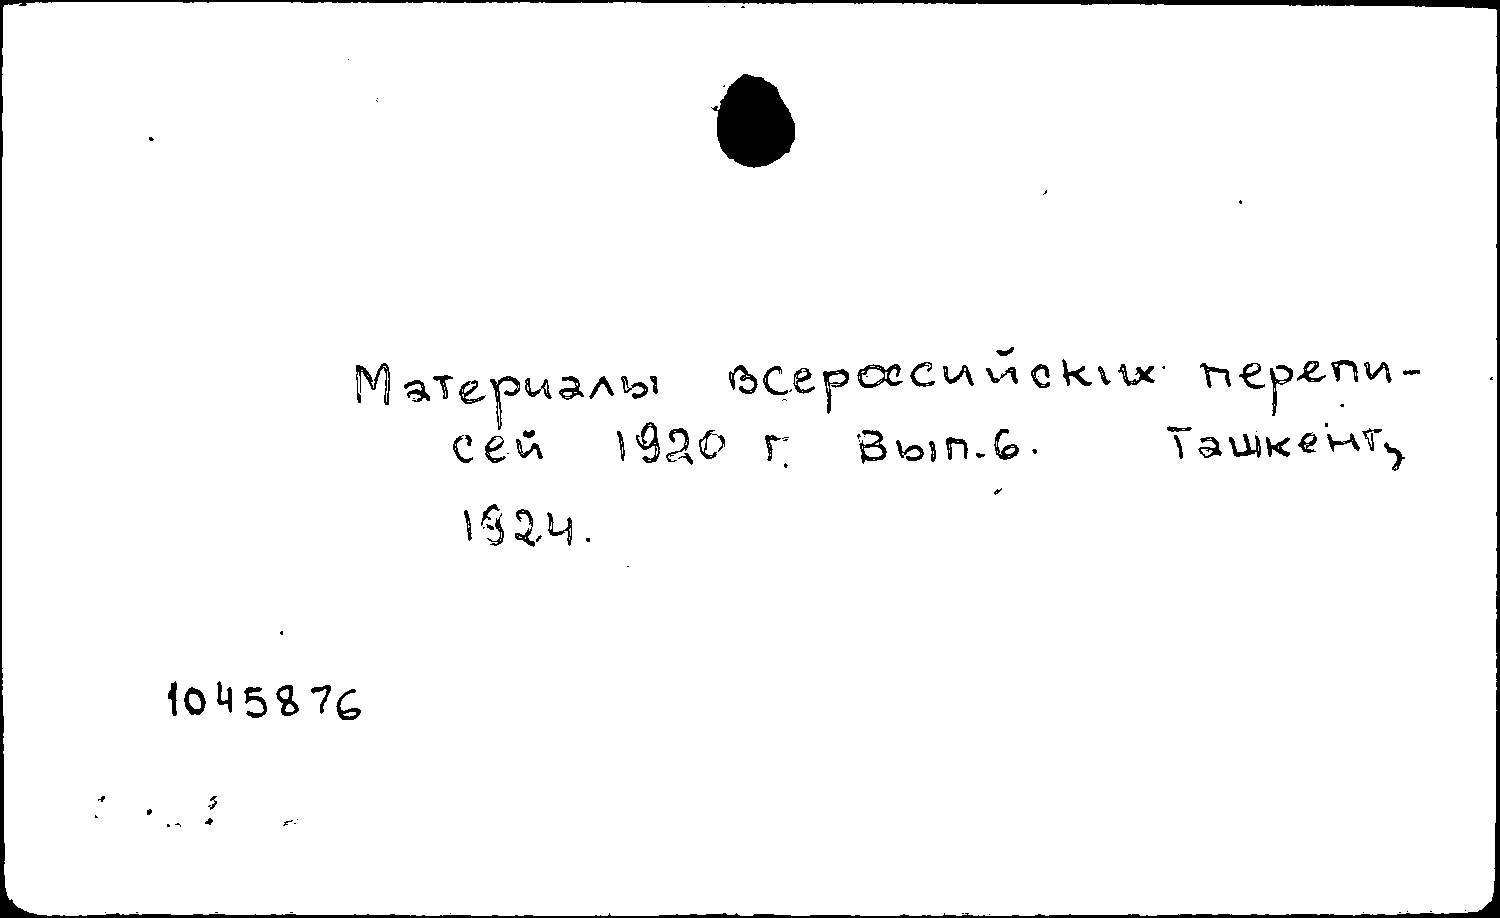 Материалы всероссийских перепи-
сей 1920 г. Вып.6. Ташкент,
1924.
1045876